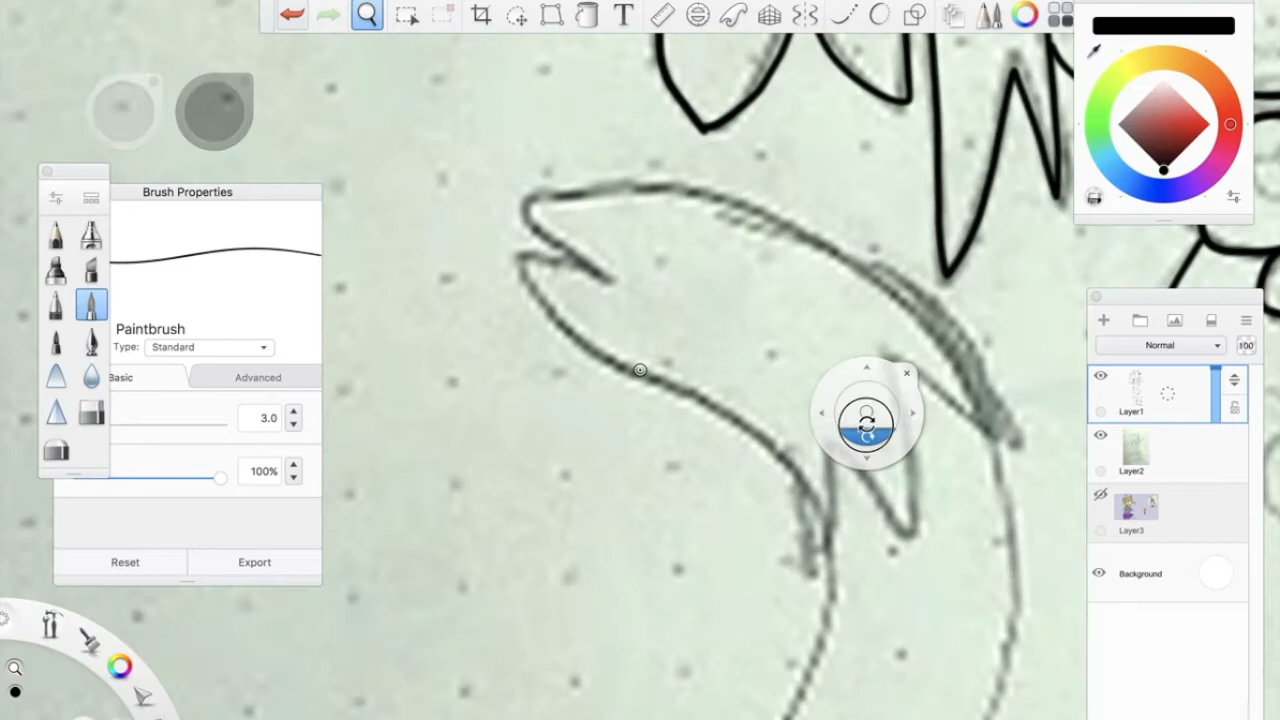 T
Brush Properties
Paintbrush
Type: Standard
Basic
Advanced
3.0
100%
Reset
Export
Normal
100
Layer1
Layer2
Layer3
Background